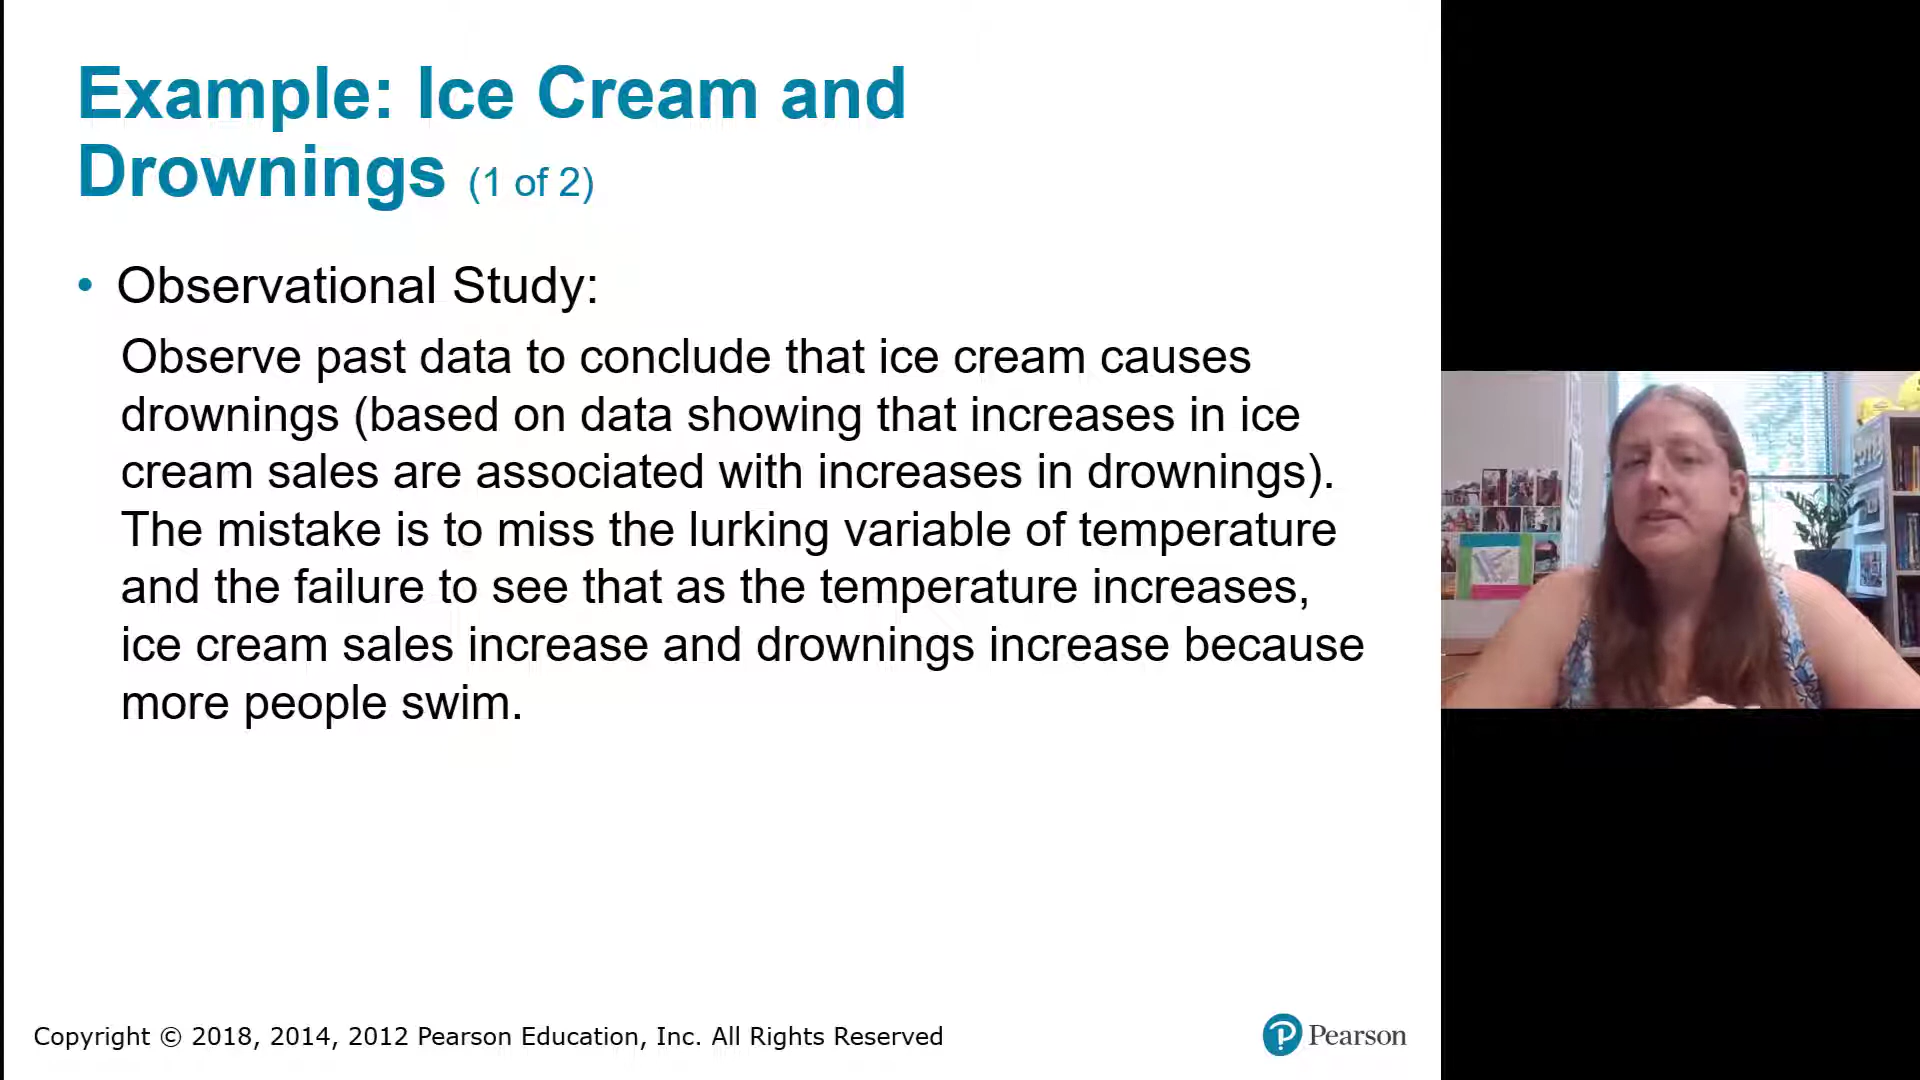 Example: Ice Cream and
Drownings (1 of 2)
• Observational Study:
Observe past data to conclude that ice cream causes
drownings (based on data showing that increases in ice
cream sales are associated with increases in drownings).
The mistake is to miss the lurking variable of temperature
and the failure to see that as the temperature increases,
ice cream sales increase and drownings increase because
more people swim.
Copyright © 2018, 2014, 2012 Pearson Education, Inc. All Rights Reserved
Pearson